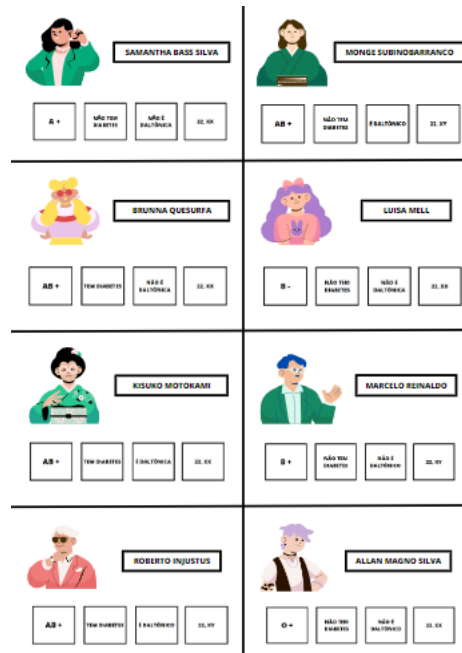 SAMANTHA BASS SILVA
A +
NÃO TEM
DIABETES
NÃO É
DALTÔNICA
22, XX
MONGE SUBINOBARRANCO
AB +
NÃO TEM
DIABETES
É DALTÔNICO
22, XY
BRUNNA QUESURFA
AB +
TEM DIABETES
NÃO É
DALTÔNICA
22, XX
LUISA MELL
B -
NÃO TEM
DIABETES
NÃO É
DALTÔNICA
22, XX
KISUKO MOTOKAMI
AB +
TEM DIABETES
É DALTÔNICA
22, XX
MARCELO REINALDO
B +
NÃO TEM
DIABETES
NÃO É
DALTÔNICO
22, XY
ROBERTO INJUSTUS
AB +
TEM DIABETES
É DALTÔNICO
22, XY
ALLAN MAGNO SILVA
O +
NÃO TEM
DIABETES
NÃO É
DALTÔNICO
22, XX